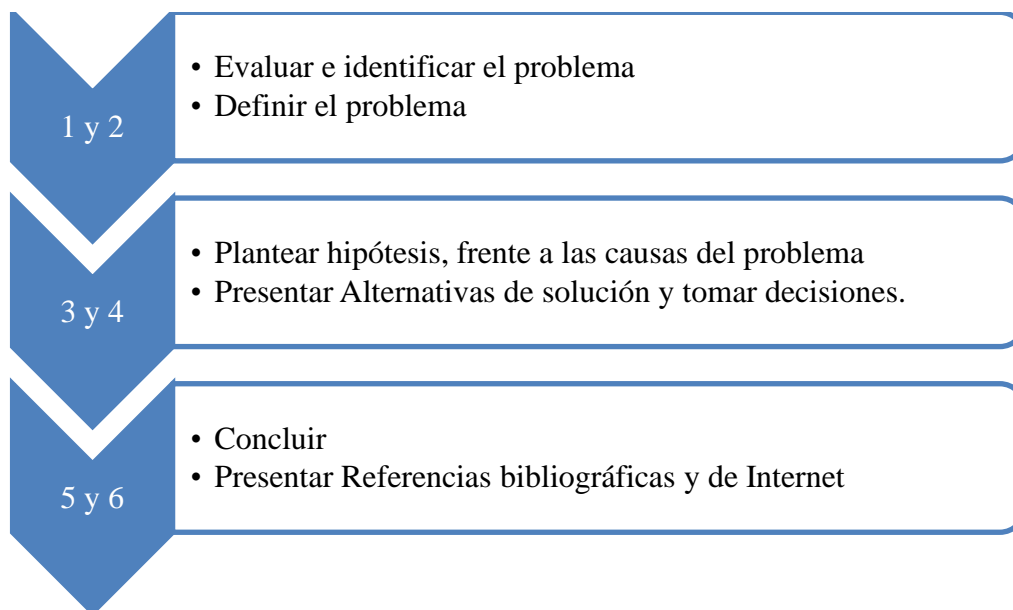 1 y 2
• Evaluar e identificar el problema
• Definir el problema
3 y 4
• Plantear hipótesis, frente a las causas del problema
• Presentar Alternativas de solución y tomar decisiones.
5 y 6
• Concluir
• Presentar Referencias bibliográficas y de Internet